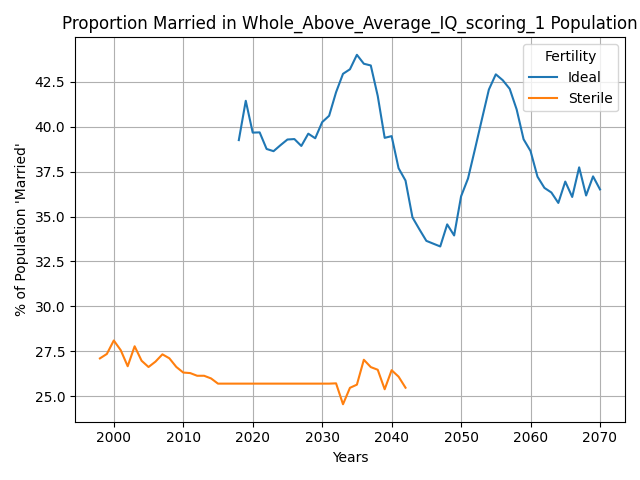 Proportion Married in Whole_Above_Average_IQ_scoring_1 Population
Fertility
Ideal
Sterile
% of Population 'Married'
42.5
40.0
37.5
35.0
32.5
30.0
27.5
25.0
2000 2010 2020 2030 2040 2050 2060 2070
Years